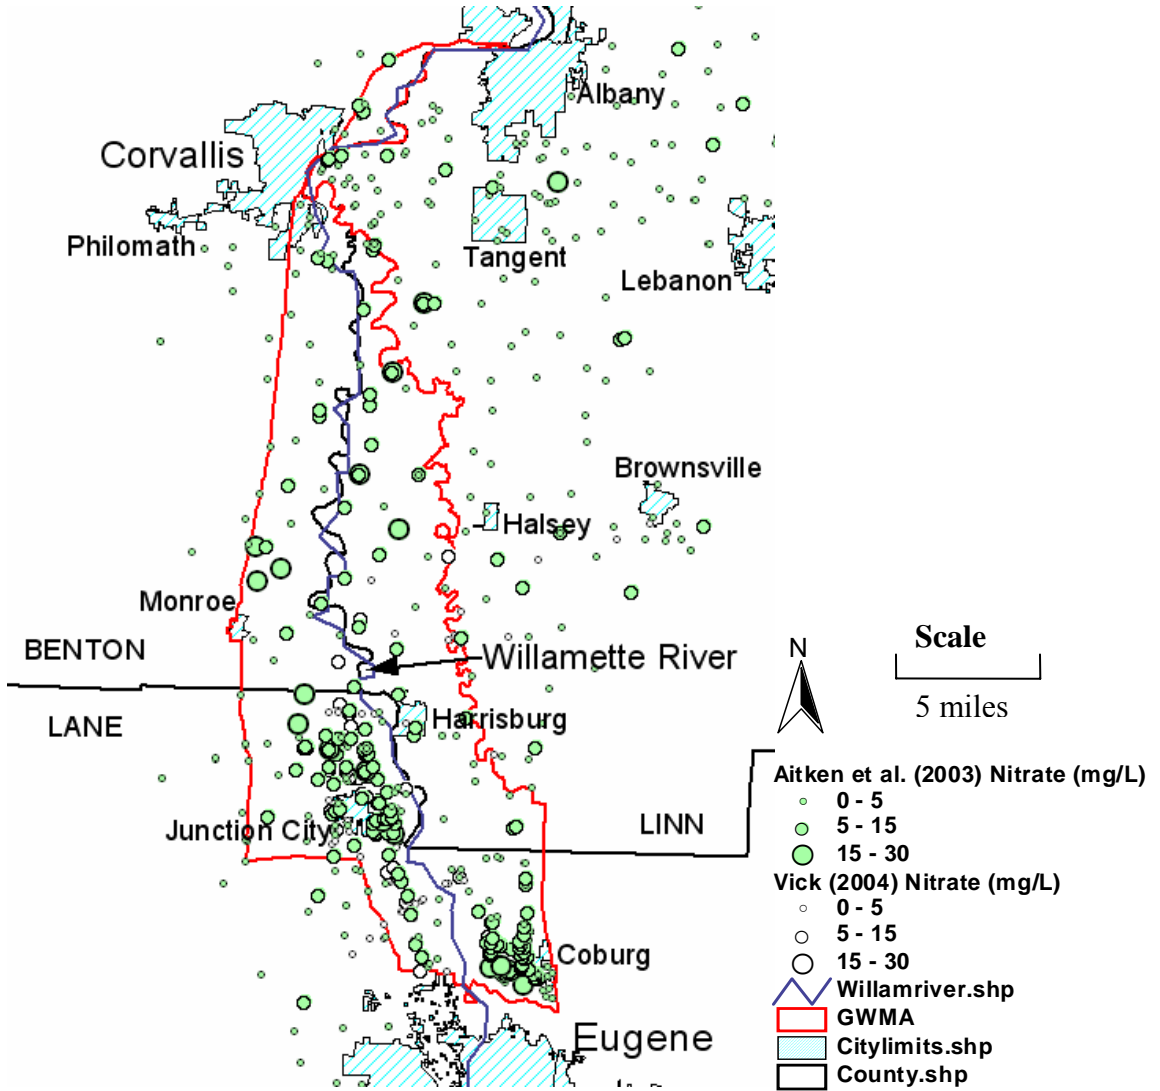 Albany
Corvallis
Philomath
Tangent
Lebanon
Brownsville
Halsey
Monroe
BENTON
Willamette River
LANE
Harrisburg
Junction City
LINN
Coburg
Eugene
N
Scale
5 miles
Aitken et al. (2003) Nitrate (mg/L)
0 - 5
5 - 15
15 - 30
Vick (2004) Nitrate (mg/L)
0 - 5
5 - 15
15 - 30
Willamriver.shp
GWMA
Citylimits.shp
County.shp